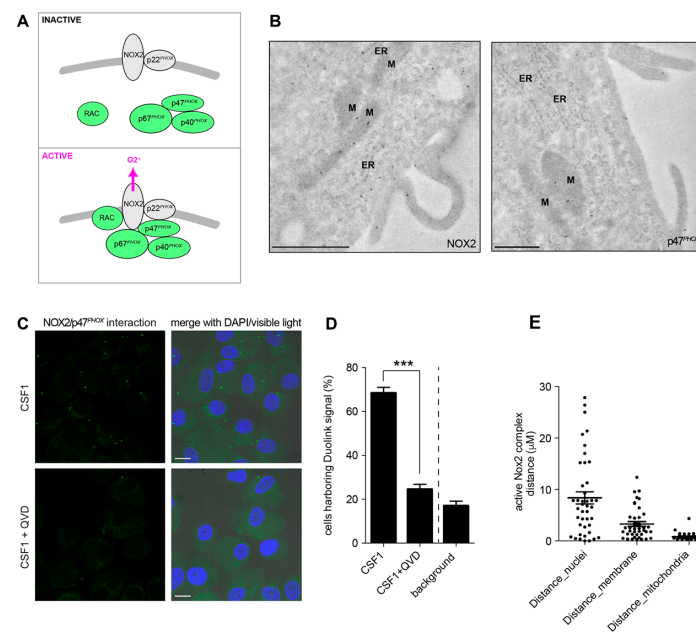 A
INACTIVE
NOX2
p22PHOX
RAC
p47PHOX
p67PHOX
p40PHOX
ACTIVE
O2•-
NOX2
p22PHOX
RAC
p47PHOX
p67PHOX
p40PHOX
B
ER
M
M
M
ER
NOX2
ER
ER
M
M
p47PHO
C
NOX2/p47PHOX interaction
merge with DAPI/visible light
CSF1
CSF1 + QVD
D
cells harboring Duolink signal (%)
80
60
40
20
0
***
CSF1
CSF1+QVD
background
E
active Nox2 complex
distance (μM)
30
20
10
0
Distance_nuclei
Distance_membrane
Distance_mitochondria